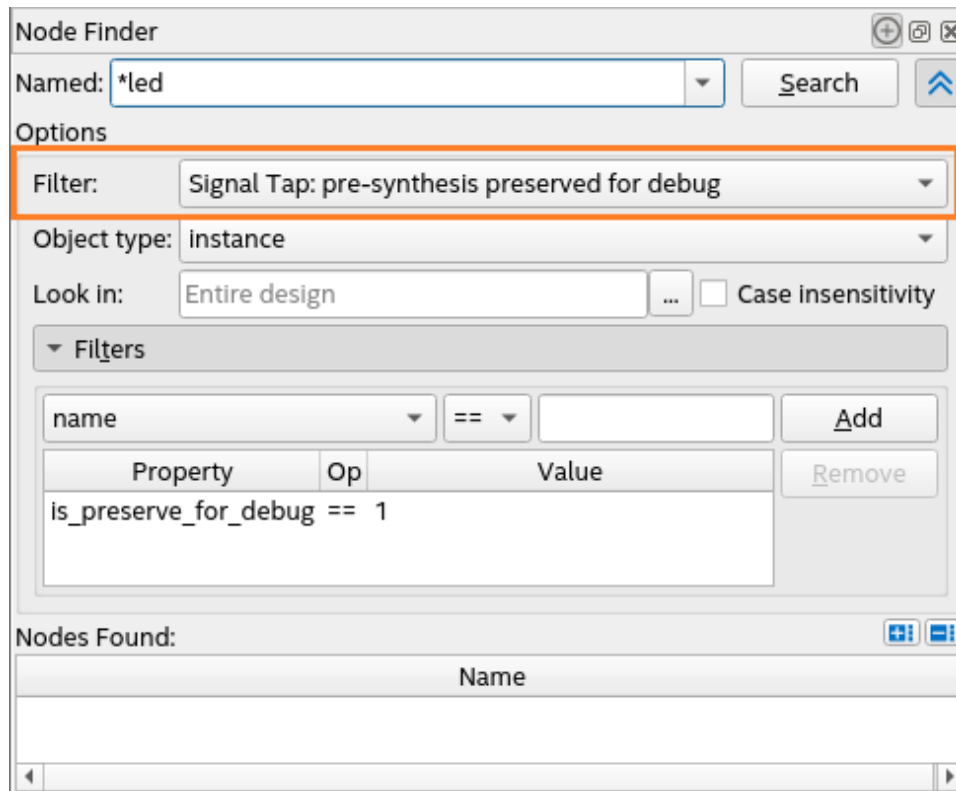 Node Finder
Named: *led Search
Options
Filter: Signal Tap: pre-synthesis preserved for debug
Object type: instance
Look in: Entire design ... Case insensitivity
Filters
name == Add
Property Op Value Remove
is_preserve_for_debug == 1
Nodes Found:
Name